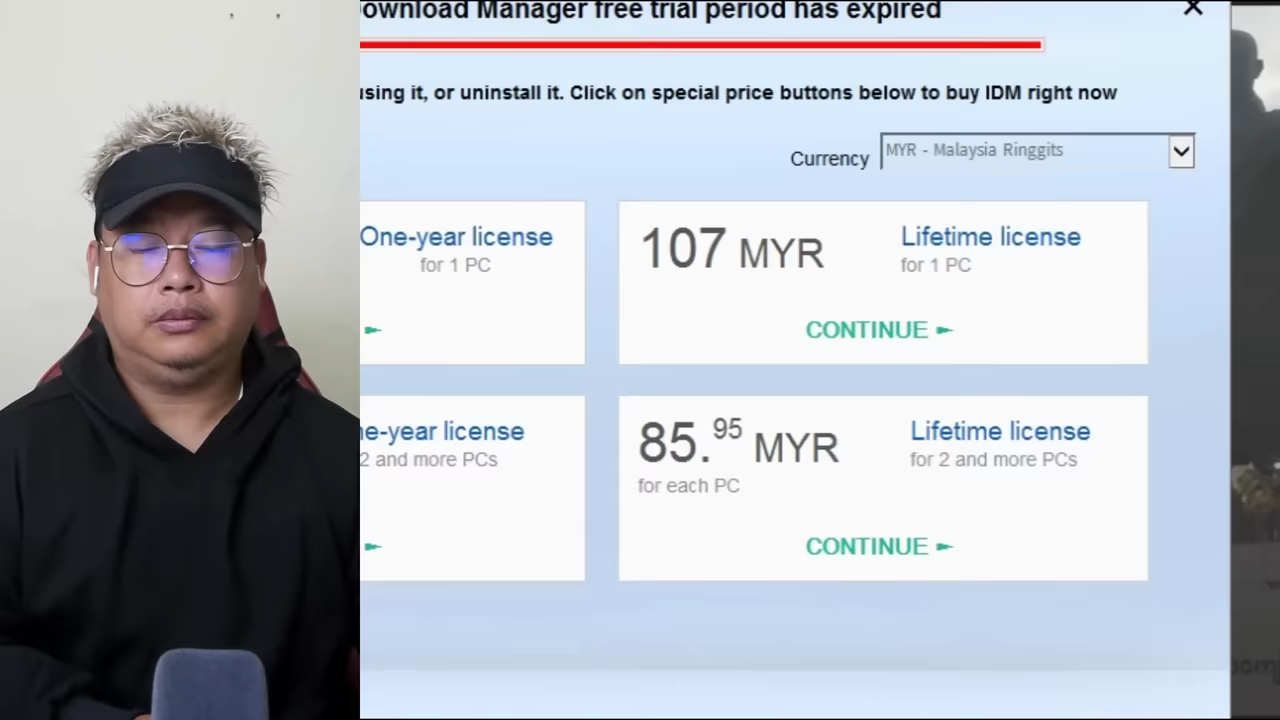 ownload Manager free trial period has expired
using it, or uninstall it. Click on special price buttons below to buy IDM right now
Currency MYR - Malaysia Ringgits
One-year license
for 1 PC
107 MYR
Lifetime license
for 1 PC
CONTINUE
ne-year license
2 and more PCs
85.95 MYR
for each PC
Lifetime license
for 2 and more PCs
CONTINUE